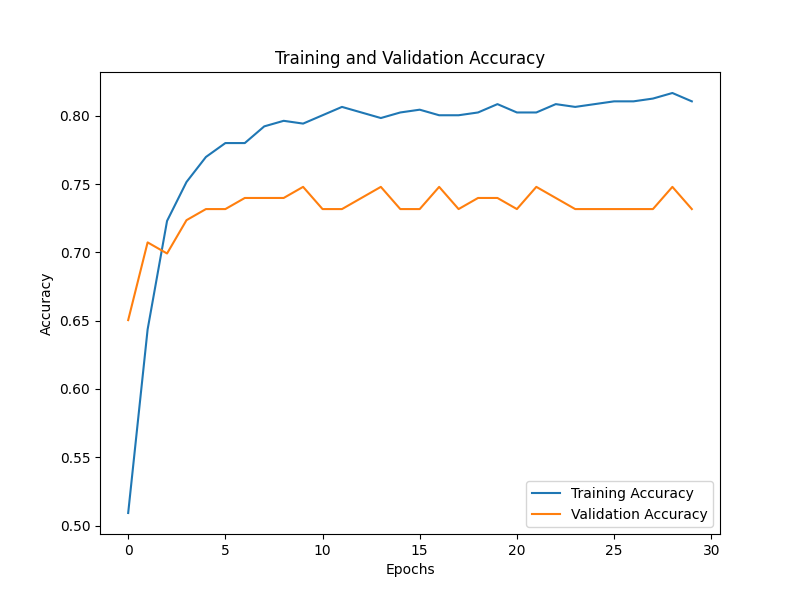 Training and Validation Accuracy
Accuracy
0.80
0.75
0.70
0.65
0.60
0.55
0.50
0 5 10 15 20 25 30
Epochs
Training Accuracy
Validation Accuracy